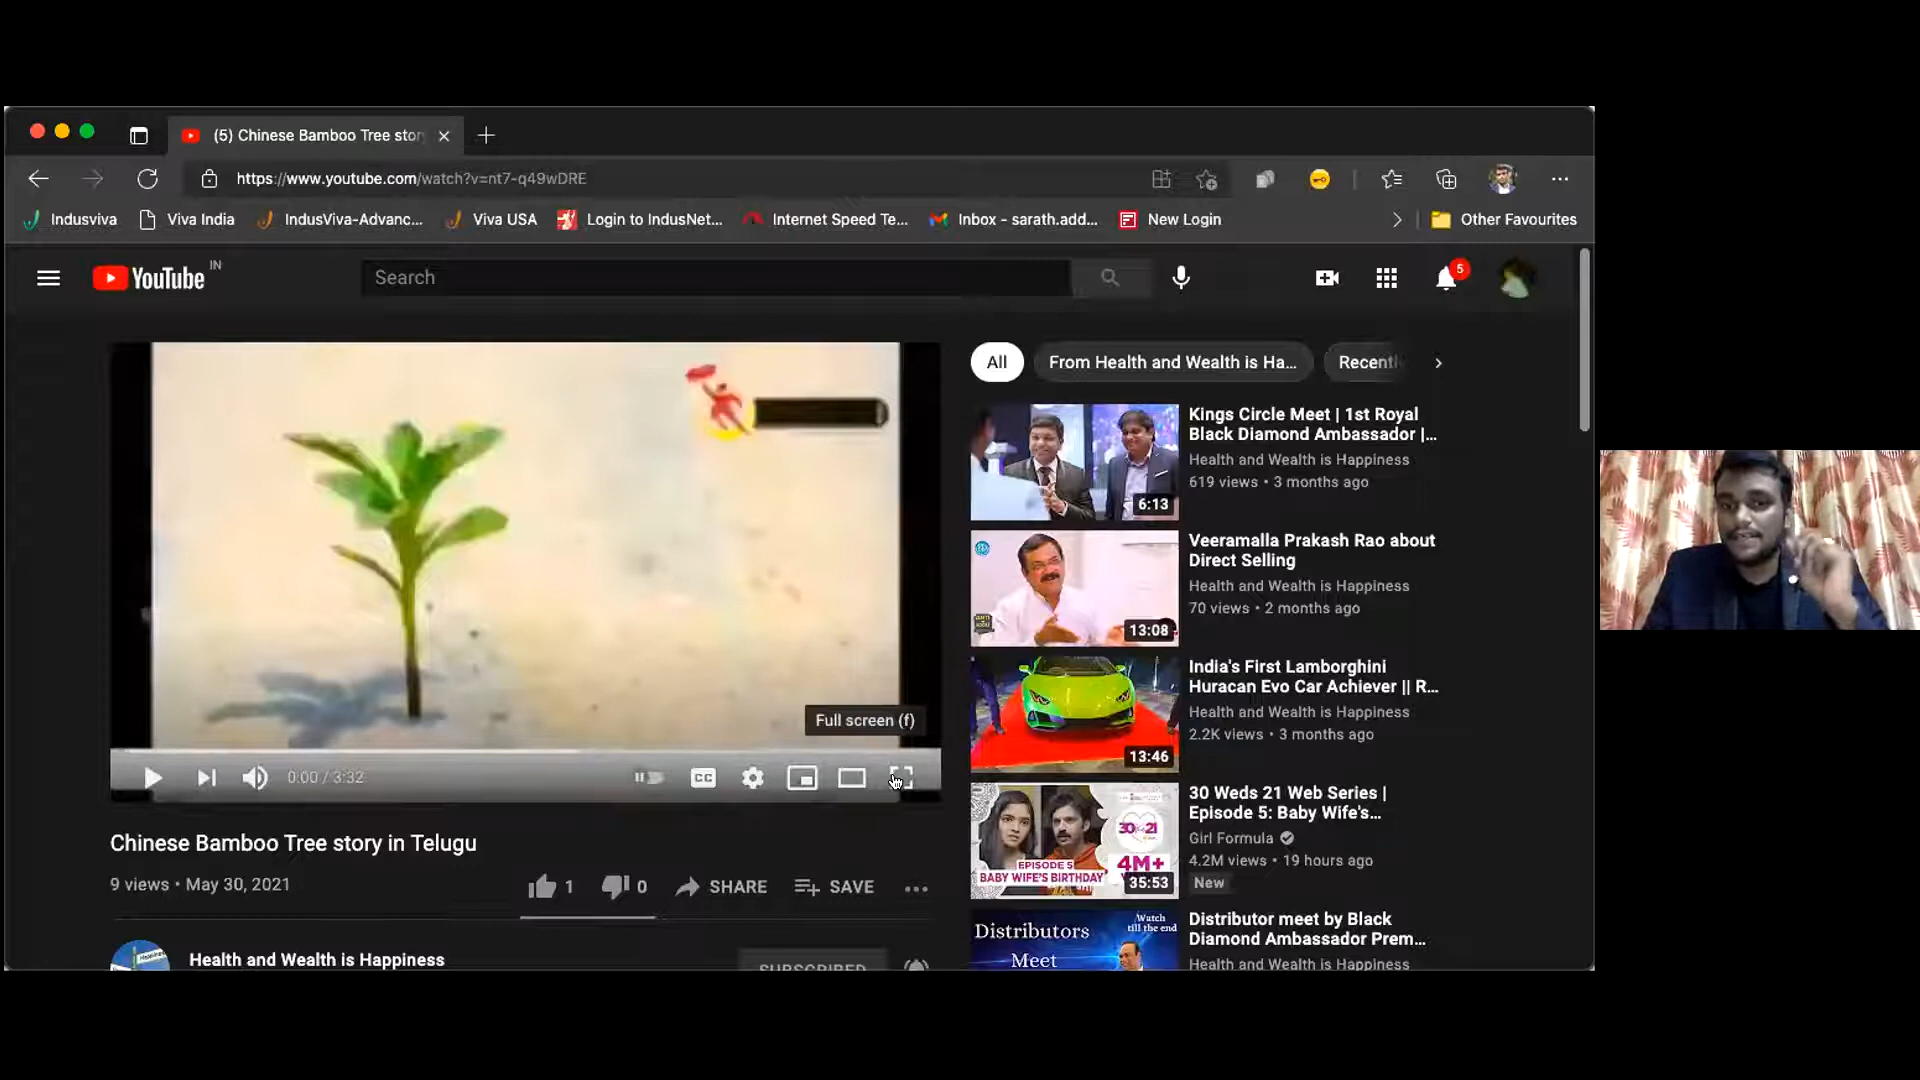 (5) Chinese Bamboo Tree stor
https://www.youtube.com/watch?v=nt7-q49wDRE
Indusviva
Viva India
IndusViva-Advanc...
Viva USA
Login to IndusNet...
Internet Speed Te...
Inbox - sarath.add...
New Login
Other Favourites
YouTube IN
Search
5
All
From Health and Wealth is Ha...
Recentl
Full screen (f)
0:00 / 3:32
CC
Chinese Bamboo Tree story in Telugu
9 views • May 30, 2021
1
0
SHARE
SAVE
Health and Wealth is Happiness
SUBSCRIBED
6:13
Kings Circle Meet | 1st Royal
Black Diamond Ambassador |...
Health and Wealth is Happiness
619 views • 3 months ago
13:08
Veeramalla Prakash Rao about
Direct Selling
Health and Wealth is Happiness
70 views • 2 months ago
13:46
India's First Lamborghini
Huracan Evo Car Achiever || R...
Health and Wealth is Happiness
2.2K views • 3 months ago
30 21
EPISODE 5
BABY WIFE'S BIRTHDAY
4M+
35:53
30 Weds 21 Web Series |
Episode 5: Baby Wife's...
Girl Formula
4.2M views • 19 hours ago
New
Distributors
Meet
Watch
till the end
Distributor meet by Black
Diamond Ambassador Prem...
Health and Wealth is Happiness